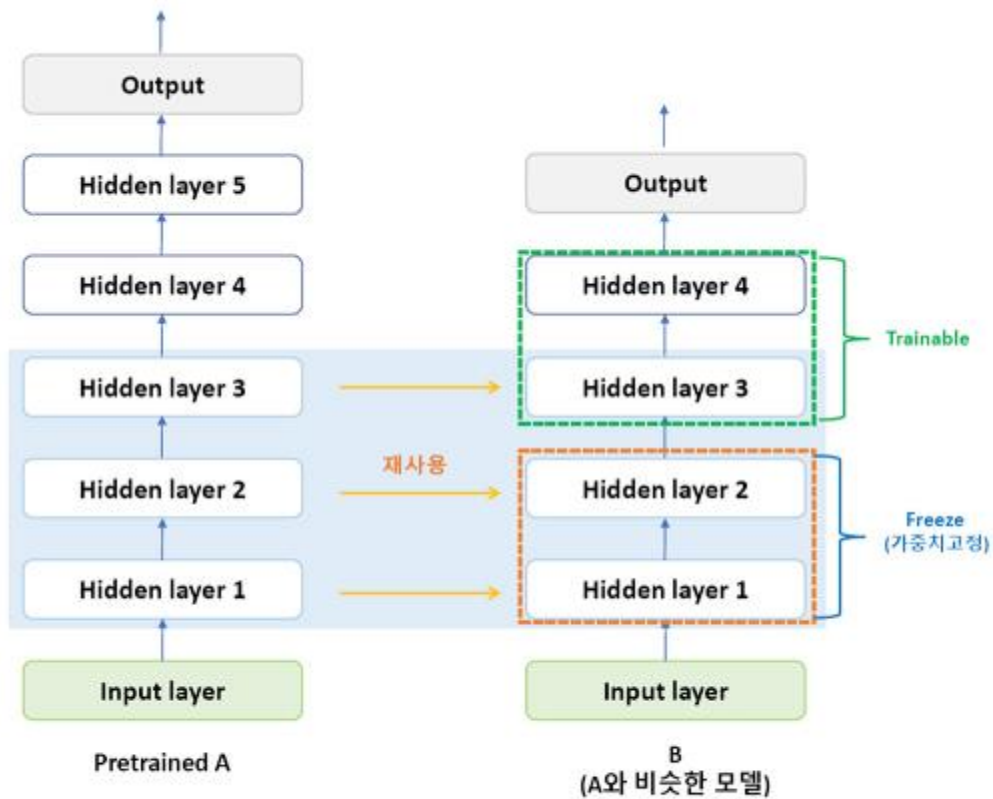 Output
Hidden layer 5
Hidden layer 4
Hidden layer 3
Hidden layer 2
Hidden layer 1
Input layer
Pretrained A
재사용
Output
Hidden layer 4
Hidden layer 3
Hidden layer 2
Hidden layer 1
Input layer
B
(A와 비슷한 모델)
Trainable
Freeze
(가중치고정)